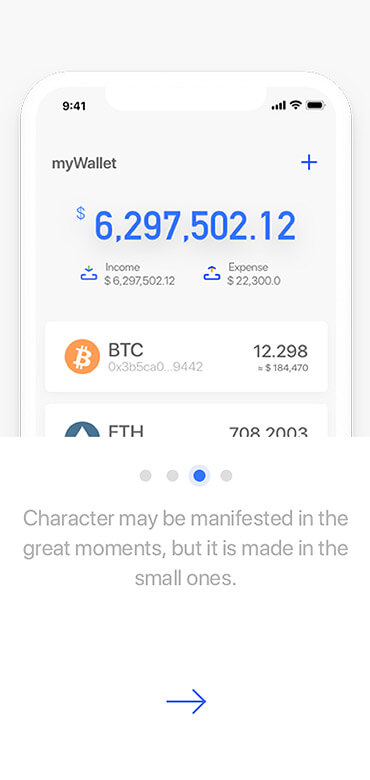 9:41
myWallet
$ 6,297,502.12
Income Expense
$ 6,297,502.12 $ 22,300.0
BTC 12.298
0x3b5ca0...9442 ≈ $ 184,470
ETH 708.2003
Character may be manifested in the
great moments, but it is made in the
small ones.